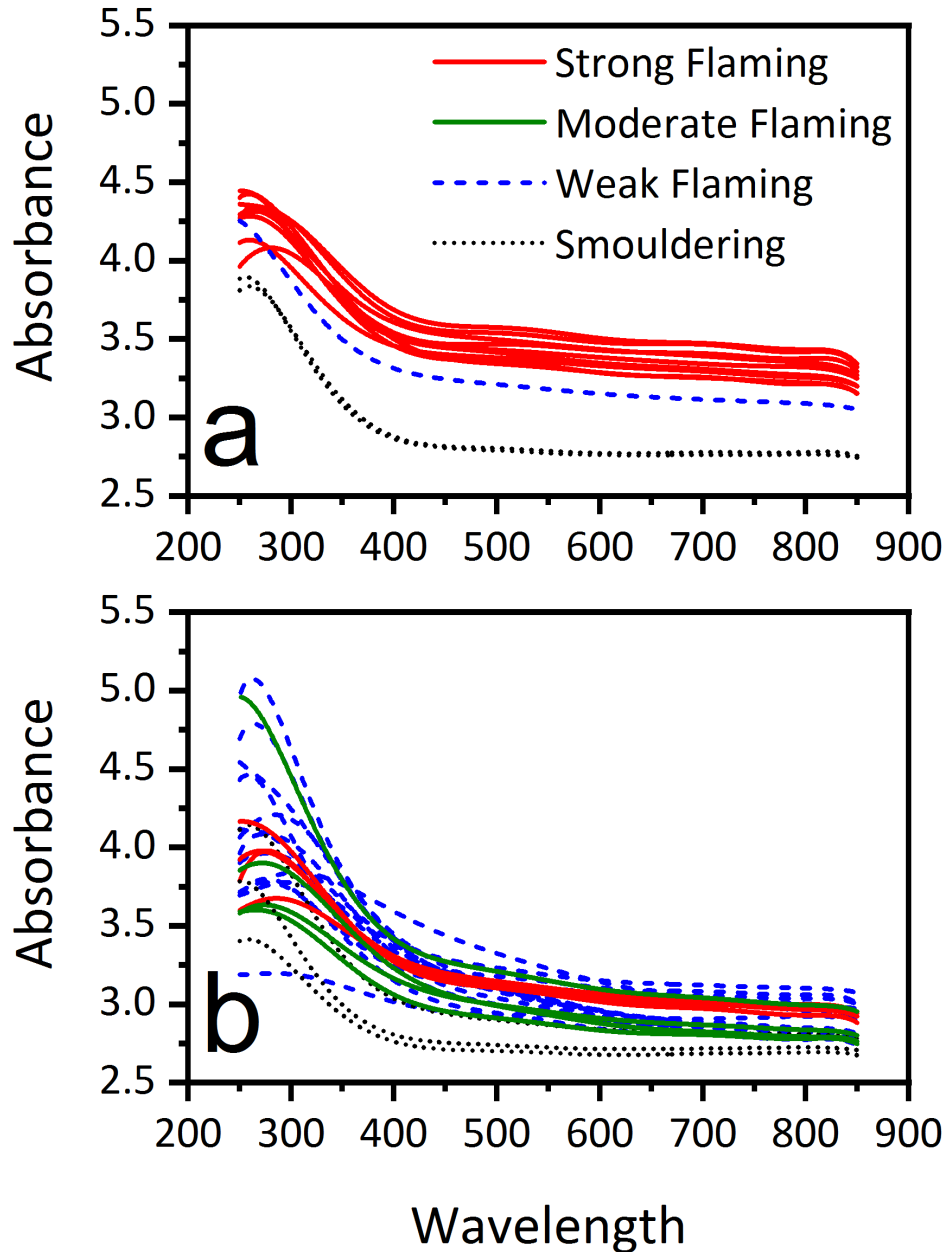 5.5
5.0
4.5
4.0
3.5
3.0
2.5
Absorbance
Strong Flaming
Moderate Flaming
Weak Flaming
Smouldering
a
200 300 400 500 600 700 800 900
5.5
5.0
4.5
4.0
3.5
3.0
2.5
Absorbance
b
200 300 400 500 600 700 800 900
Wavelength